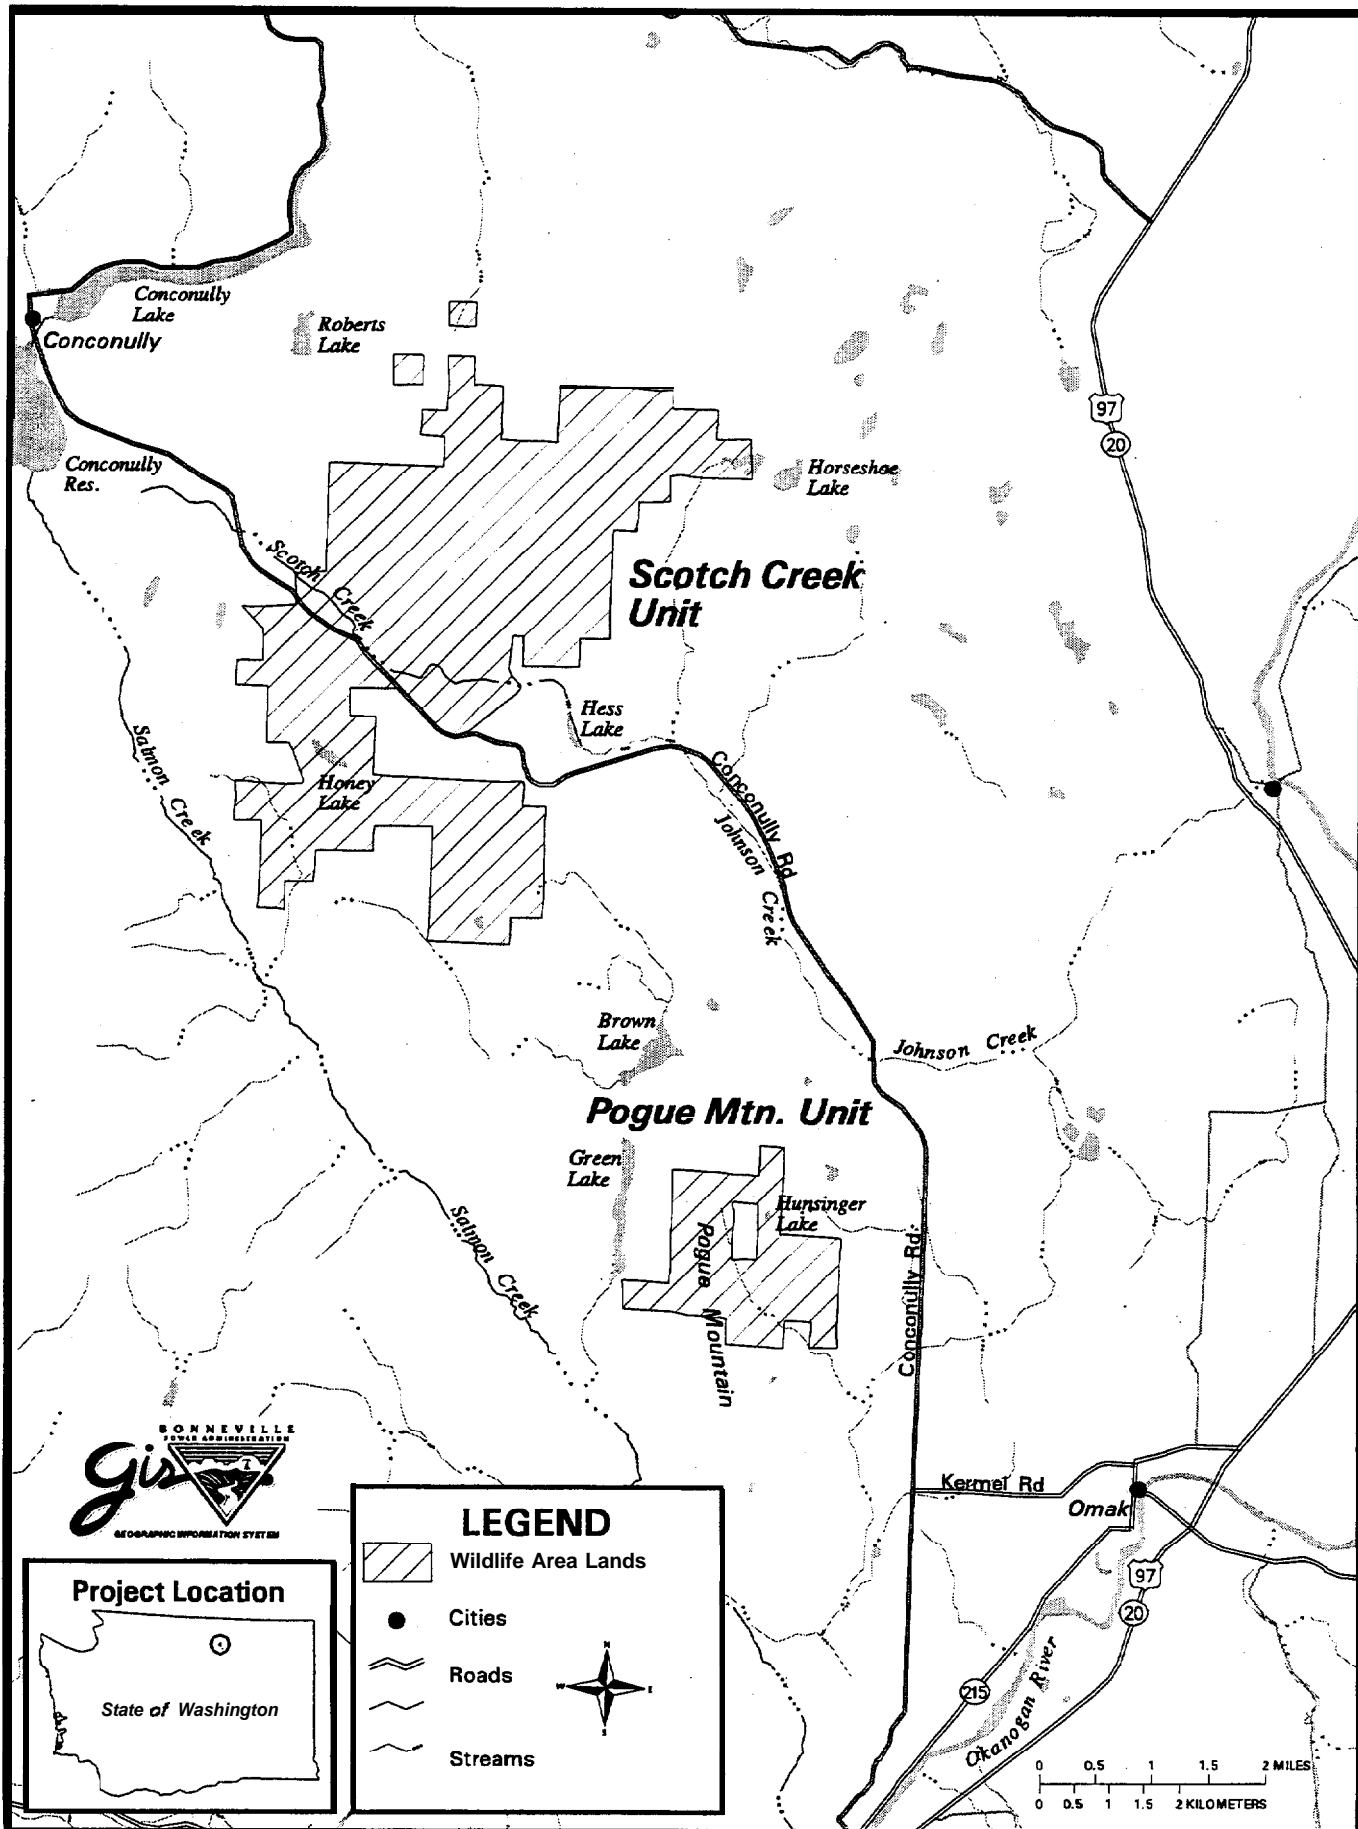 Conconully
Lake
Conconully
Roberts
Lake
97
20
Conconully
Res.
Horseshoe
Lake
Scotch Creek
Scotch Creek
Unit
Hess
Lake
Salmon Creek
Honey
Lake
Conconully Rd
Johnson Creek
Brown
Lake
Johnson Creek
Pogue Mtn. Unit
Green
Lake
Hunsinger
Lake
Pogue Mountain
Salmon Creek
Conconully Rd.
BONNEVILLE
POWER ADMINISTRATION
Gis
GEOGRAPHIC INFORMATION SYSTEM
Kermel Rd
Omak
97
20
215
Okanogan River
LEGEND
Wildlife Area Lands
Cities
Roads
Streams
N
W E
S
Project Location
State of Washington
0 0.5 1 1.5 2 MILES
0 0.5 1 1.5 2 KILOMETERS